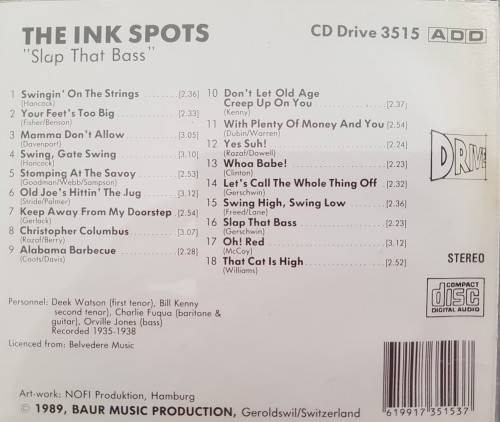 THE INK SPOTS
"Slap That Bass"
CD Drive 3515 ADD
1 Swingin' On The Strings [2.36]
(Hancock)
2 Your Feet's Too Big [2.33]
(Fisher/Benson)
3 Mamma Don't Allow [3.05]
(Davenport)
4 Swing, Gate Swing [3.10]
(Hancock)
5 Stomping At The Savoy [2.53]
(Goodman/Webb/Sampson)
6 Old Joe's Hittin' The Jug [3.12]
(Stride/Palmer)
7 Keep Away From My Doorstep [2.54]
(Gerlack)
8 Christopher Columbus [3.07]
(Razaf/Berry)
9 Alabama Barbecue [2.28]
(Coots/Davis)
10 Don't Let Old Age
Creep Up On You [2.37]
(Kenny)
11 With Plenty Of Money And You [2.54]
(Dubin/Warren)
12 Yes Suh! [2.24]
(Razaf/Dowell)
13 Whoa Babe! [2.23]
(Clinton)
14 Let's Call The Whole Thing Off [2.32]
(Gerschwin)
15 Swing High, Swing Low [2.36]
(Freed/Lane)
16 Slap That Bass [2.23]
(Gerschwin)
17 Oh! Red [3.12]
(McCoy)
18 That Cat Is High [2.52]
(Williams)
DRIVE
STEREO
COMPACT
disc
DIGITAL AUDIO
Personnel: Deek Watson (first tenor), Bill Kenny
second tenor), Charlie Fuqua (baritone &
guitar), Orville Jones (bass)
Recorded 1935-1938
Licenced from: Belvedere Music
Art-work: NOFI Produktion, Hamburg
© 1989, BAUR MUSIC PRODUCTION, Geroldswil/Switzerland
619917 351537